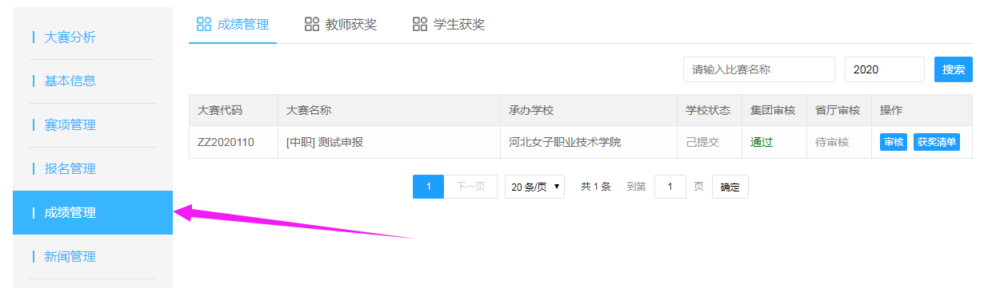 大赛分析
基本信息
赛项管理
报名管理
成绩管理
新闻管理
成绩管理 教师获奖 学生获奖
请输入比赛名称 2020 搜索
大赛代码 大赛名称 承办学校 学校状态 集团审核 省厅审核 操作
ZZ2020110 [中职] 测试申报 河北女子职业技术学院 已提交 通过 待审核 审核 获奖清单
1 下一页 20 条/页 共 1 条 到第 1 页 确定